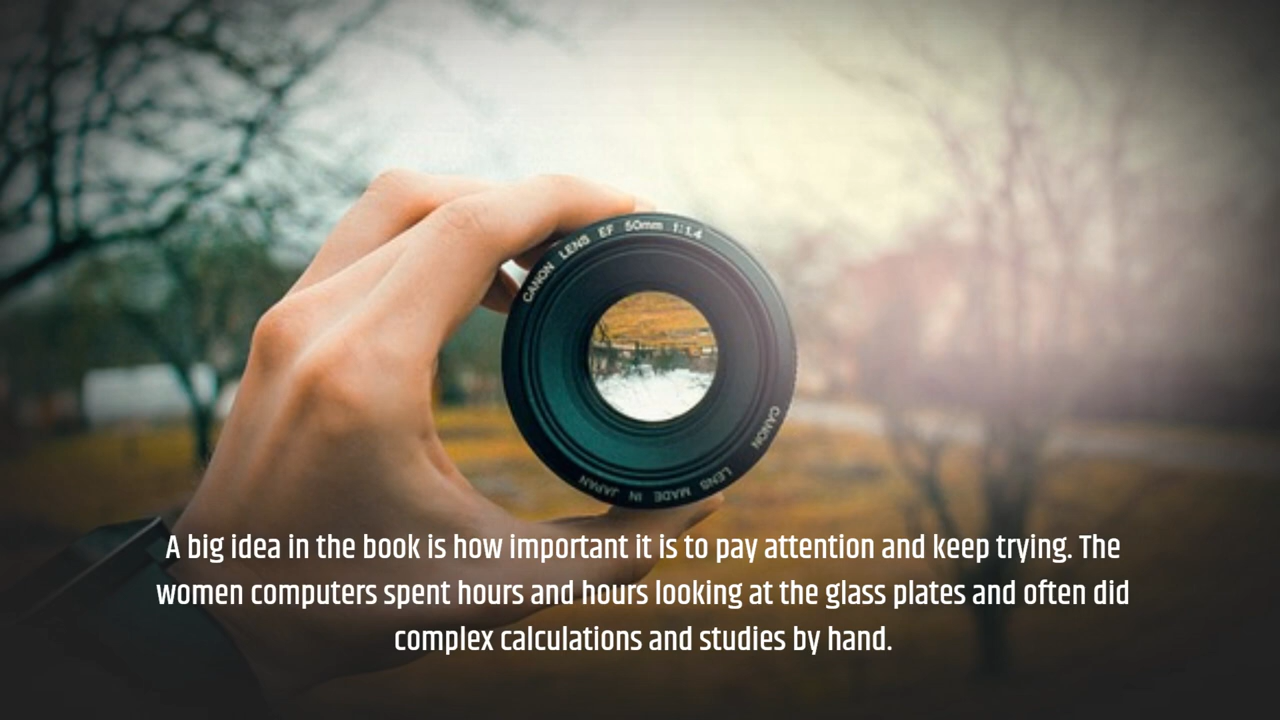 CANON LENS EF 50mm 1:1.4
CANON LENS MADE IN JAPAN
A big idea in the book is how important it is to pay attention and keep trying. The
women computers spent hours and hours looking at the glass plates and often did
complex calculations and studies by hand.